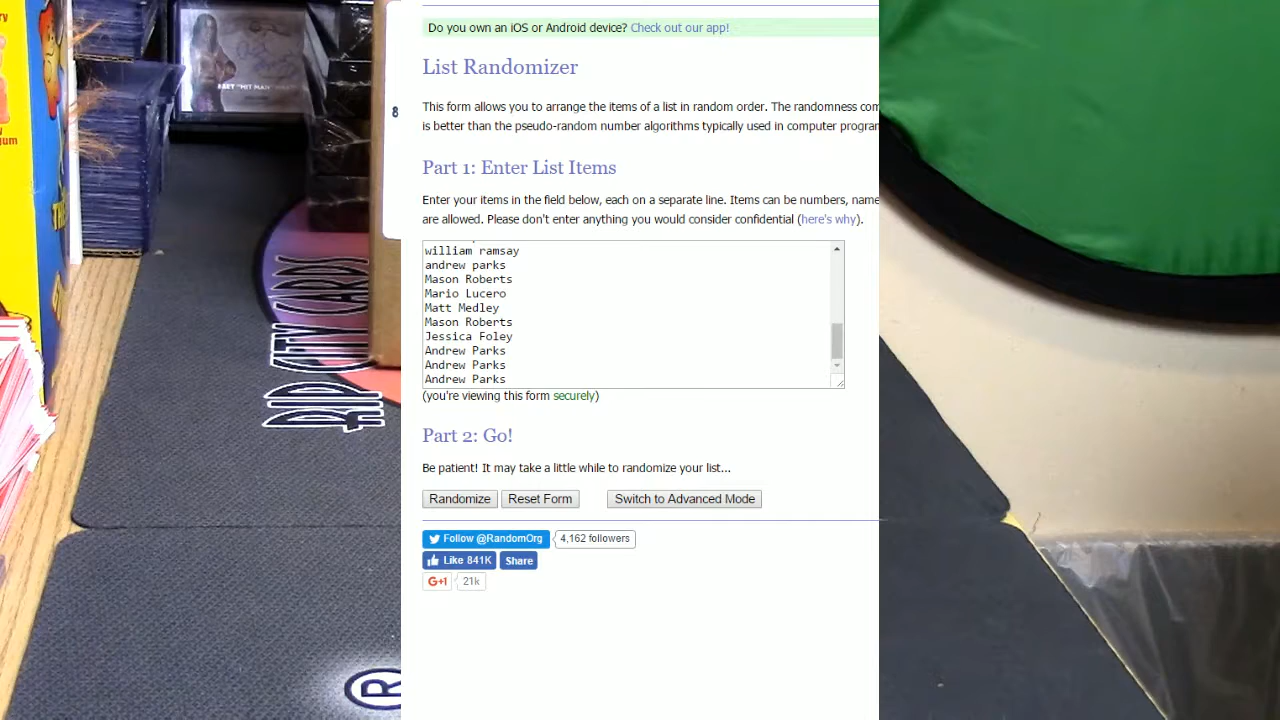 Do you own an iOS or Android device? Check out our app!
List Randomizer
This form allows you to arrange the items of a list in random order. The randomness
is better than the pseudo-random number algorithms typically used in computer
Part 1: Enter List Items
Enter your items in the field below, each on a separate line. Items can be numbers,
are allowed. Please don't enter anything you would consider confidential (here's why).
william ramsay
andrew parks
Mason Roberts
Mario Lucero
Matt Medley
Mason Roberts
Jessica Foley
Andrew Parks
Andrew Parks
Andrew Parks
(you're viewing this form securely)
Part 2: Go!
Be patient! It may take a little while to randomize your list...
Randomize Reset Form Switch to Advanced Mode
Follow @RandomOrg 4,162 followers
Like 841K Share
G+1 21k
RIP CITY CARDS
BRET "HIT MAN"
8
R